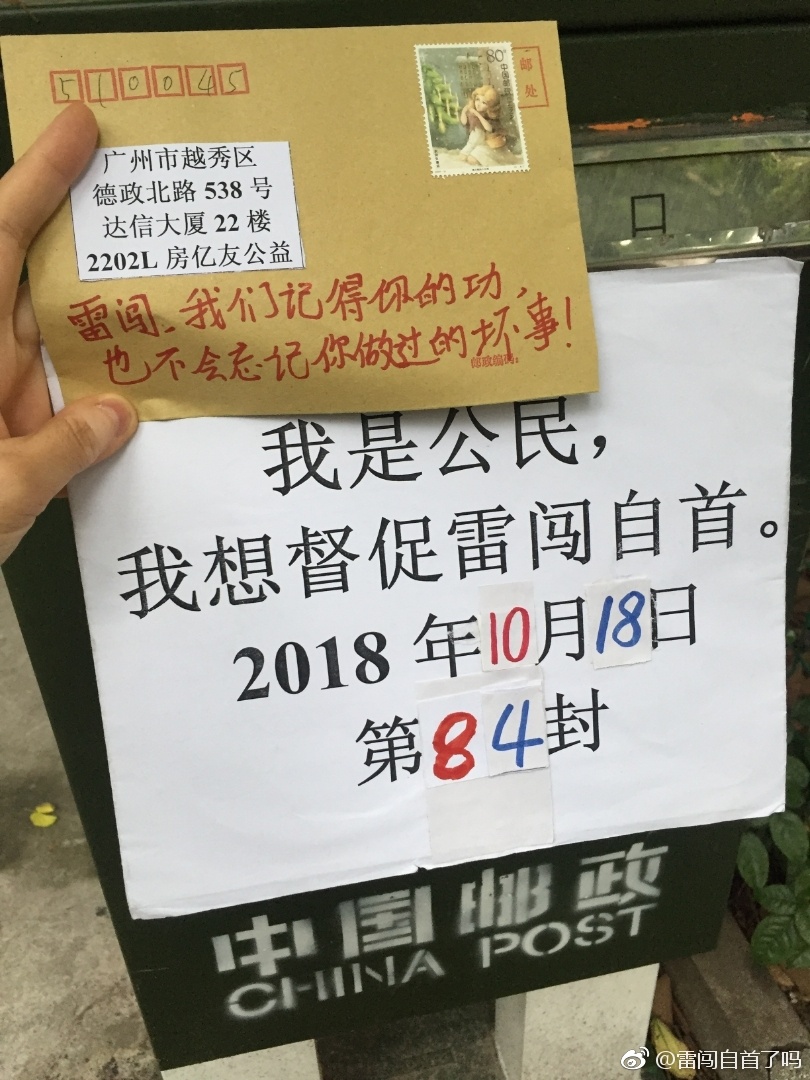 510045
80分
中国邮政
邮
处
广州市越秀区
德政北路 538 号
达信大厦 22 楼
2202L 房亿友公益
雷闯、我们记得你的功,
也不会忘记你做过的坏事!
邮政编码:
我是公民，
我想督促雷闯自首。
2018 年10月18日
第84封
中国邮政
CHINA POST
@雷闯自首了吗